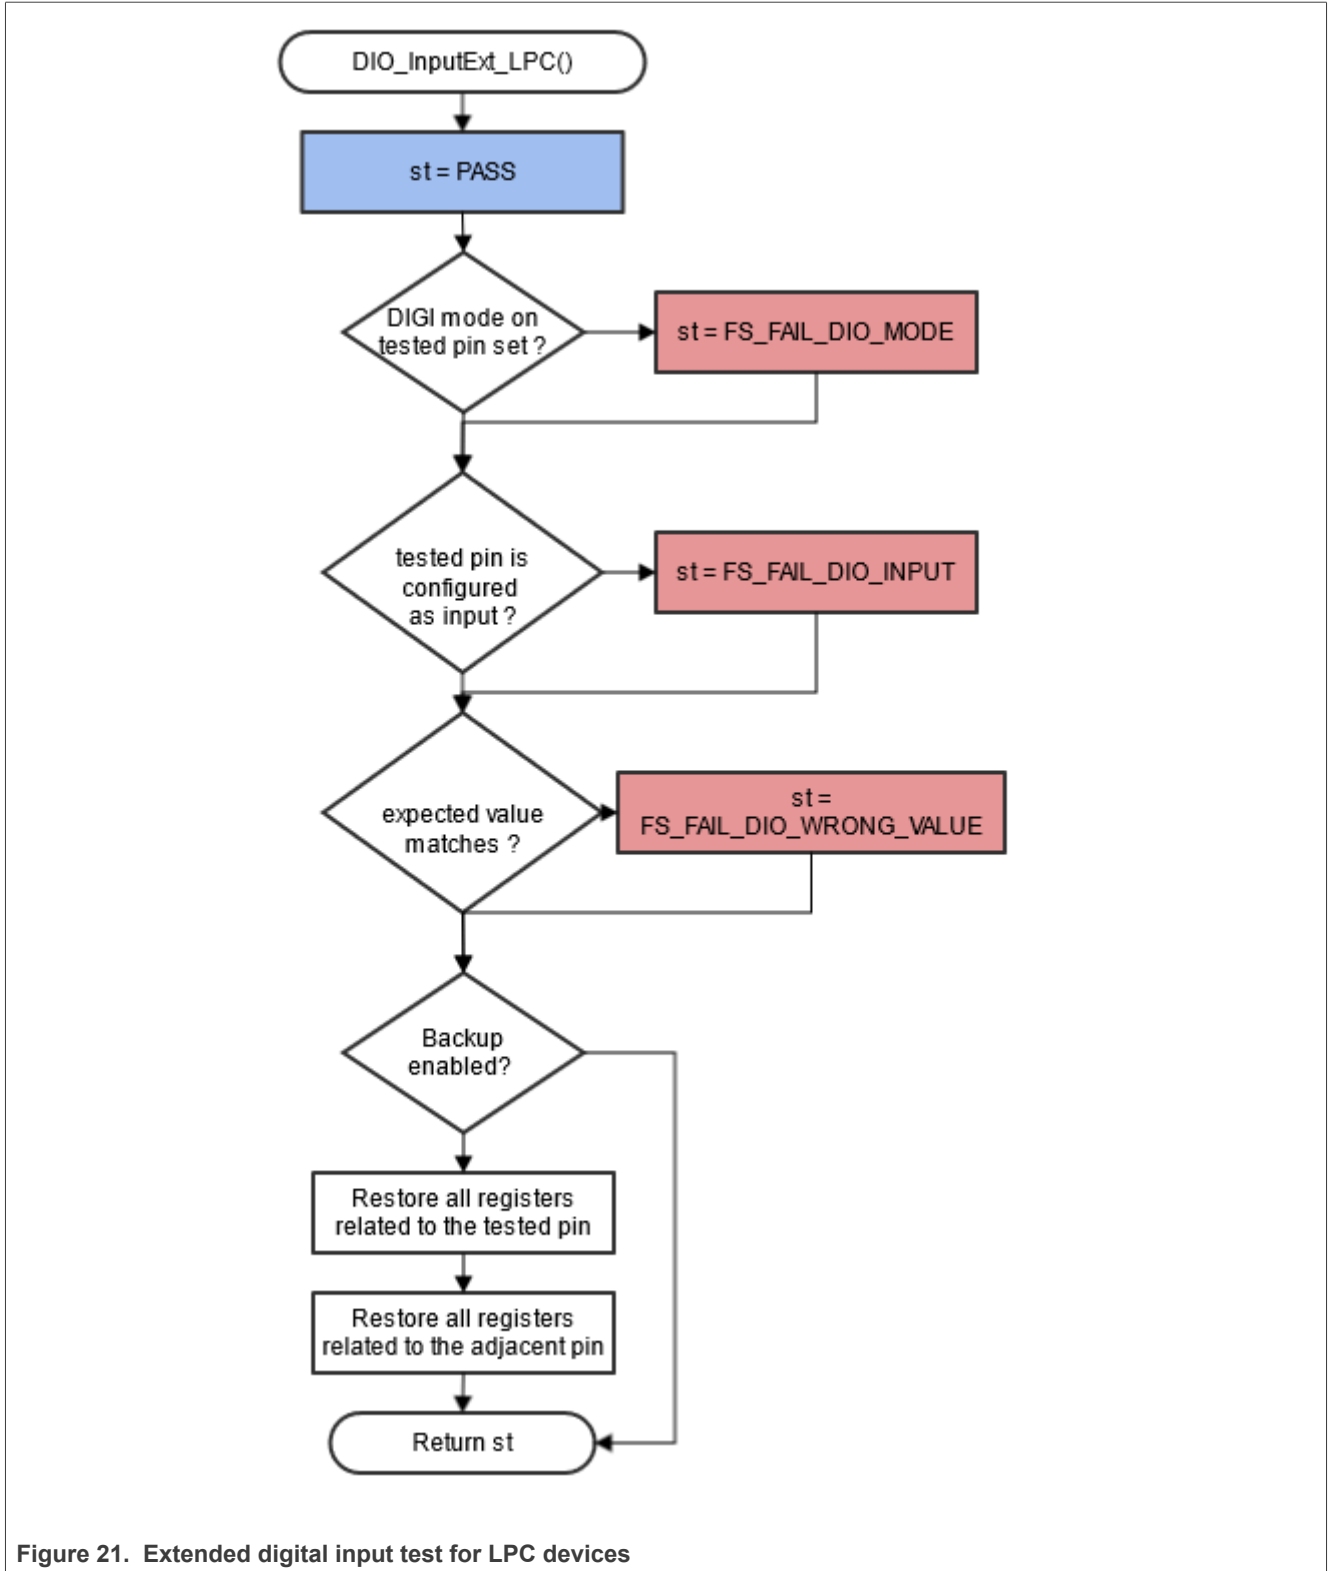 DIO_InputExt_LPC()
st = PASS
DIGI mode on
tested pin set ?
st = FS_FAIL_DIO_MODE
tested pin is
configured
as input ?
st = FS_FAIL_DIO_INPUT
expected value
matches ?
st =
FS_FAIL_DIO_WRONG_VALUE
Backup
enabled?
Restore all registers
related to the tested pin
Restore all registers
related to the adjacent pin
Return st
Figure 21. Extended digital input test for LPC devices